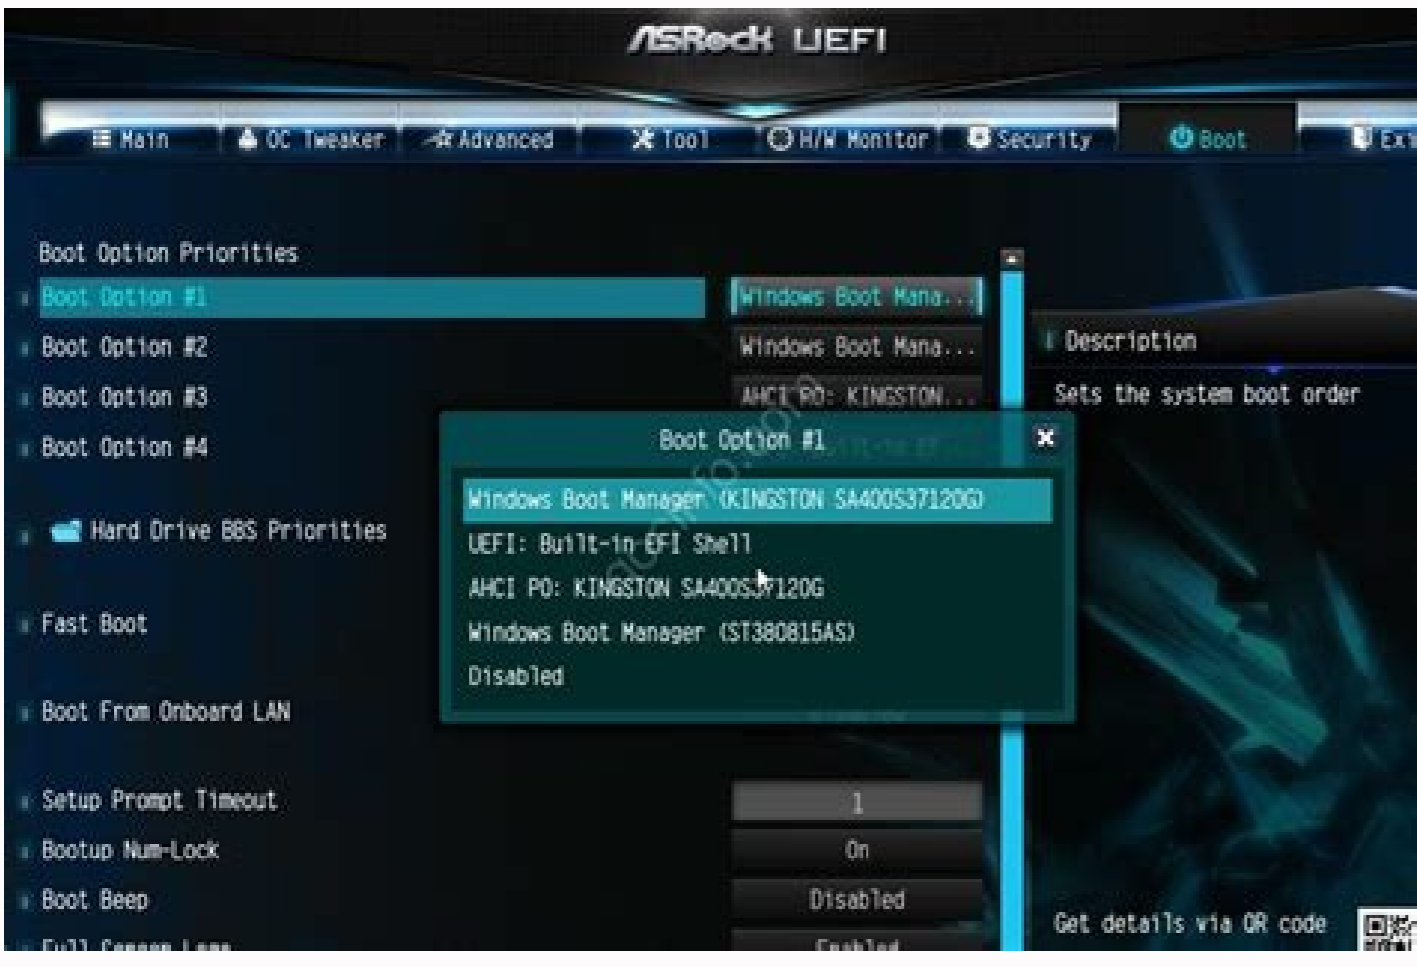 ASRock UEFI
Main OC Tweaker Advanced Tool H/W Monitor Security Boot
Boot Option Priorities
Boot Option #1 Windows Boot Mana...
Boot Option #2 Windows Boot Mana...
Boot Option #3 AHCI P0: KINGSTON...
Boot Option #4
Description
Sets the system boot order
Boot Option #1
Windows Boot Manager (KINGSTON SA400S37120G)
UEFI: Built-in EFI Shell
AHCI P0: KINGSTON SA400S37120G
Windows Boot Manager (ST380815AS)
Disabled
Hard Drive BBS Priorities
Fast Boot
Boot From Onboard LAN
Setup Prompt Timeout 1
Bootup Num-Lock On
Boot Beep Disabled
Get details via QR code